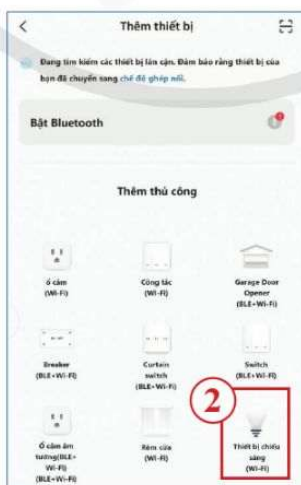 Thêm thiết bị
Đang tìm kiếm các thiết bị lân cận. Đảm bảo rằng thiết bị của
bạn đã chuyển sang chế độ ghép nối.
Bật Bluetooth
Thêm thủ công
ổ cắm
(Wi-Fi)
Công tắc
(Wi-Fi)
Garage Door
Opener
(BLE+Wi-Fi)
Breaker
(BLE+Wi-Fi)
Curtain
switch
(BLE+Wi-Fi)
Switch
(BLE+Wi-Fi)
2
Ổ cắm âm
tường(BLE+
Wi-Fi)
(BLE+Wi-Fi)
Rèm cửa
(Wi-Fi)
Thiết bị chiếu
sáng
(Wi-Fi)